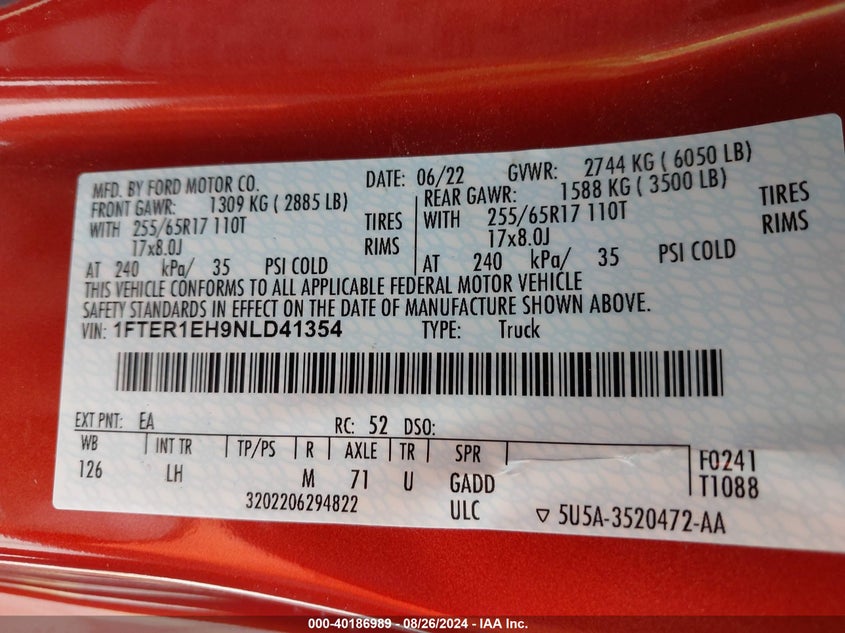 MFD. BY FORD MOTOR CO. DATE: 06/22 GVWR: 2744 KG ( 6050 LB)
FRONT GAWR: 1309 KG ( 2885 LB) REAR GAWR: 1588 KG ( 3500 LB)
WITH 255/65R17 110T TIRES WITH 255/65R17 110T TIRES
17x8.0J RIMS 17x8.0J RIMS
AT 240 kPa/ 35 PSI COLD AT 240 kPa/ 35 PSI COLD
THIS VEHICLE CONFORMS TO ALL APPLICABLE FEDERAL MOTOR VEHICLE
SAFETY STANDARDS IN EFFECT ON THE DATE OF MANUFACTURE SHOWN ABOVE.
VIN: 1FTER1EH9NLD41354 TYPE: Truck
EXT PNT: EA RC: 52 DSO:
WB INT TR TP/PS R AXLE TR SPR F0241
126 LH M 71 U GADD T1088
3202206294822 ULC ▽ 5U5A-3520472-AA
000-40186989 - 08/26/2024 - IAA Inc.